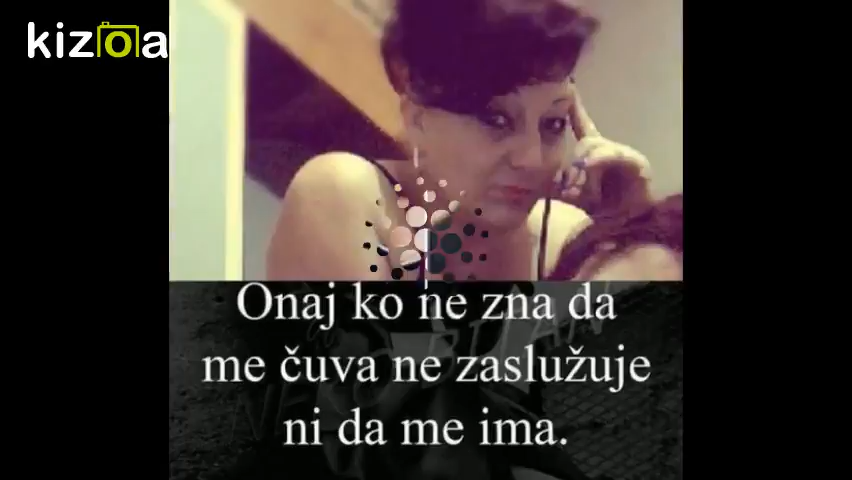 kizoa
Onaj ko ne zna da
me čuva ne zaslužuje
ni da me ima.